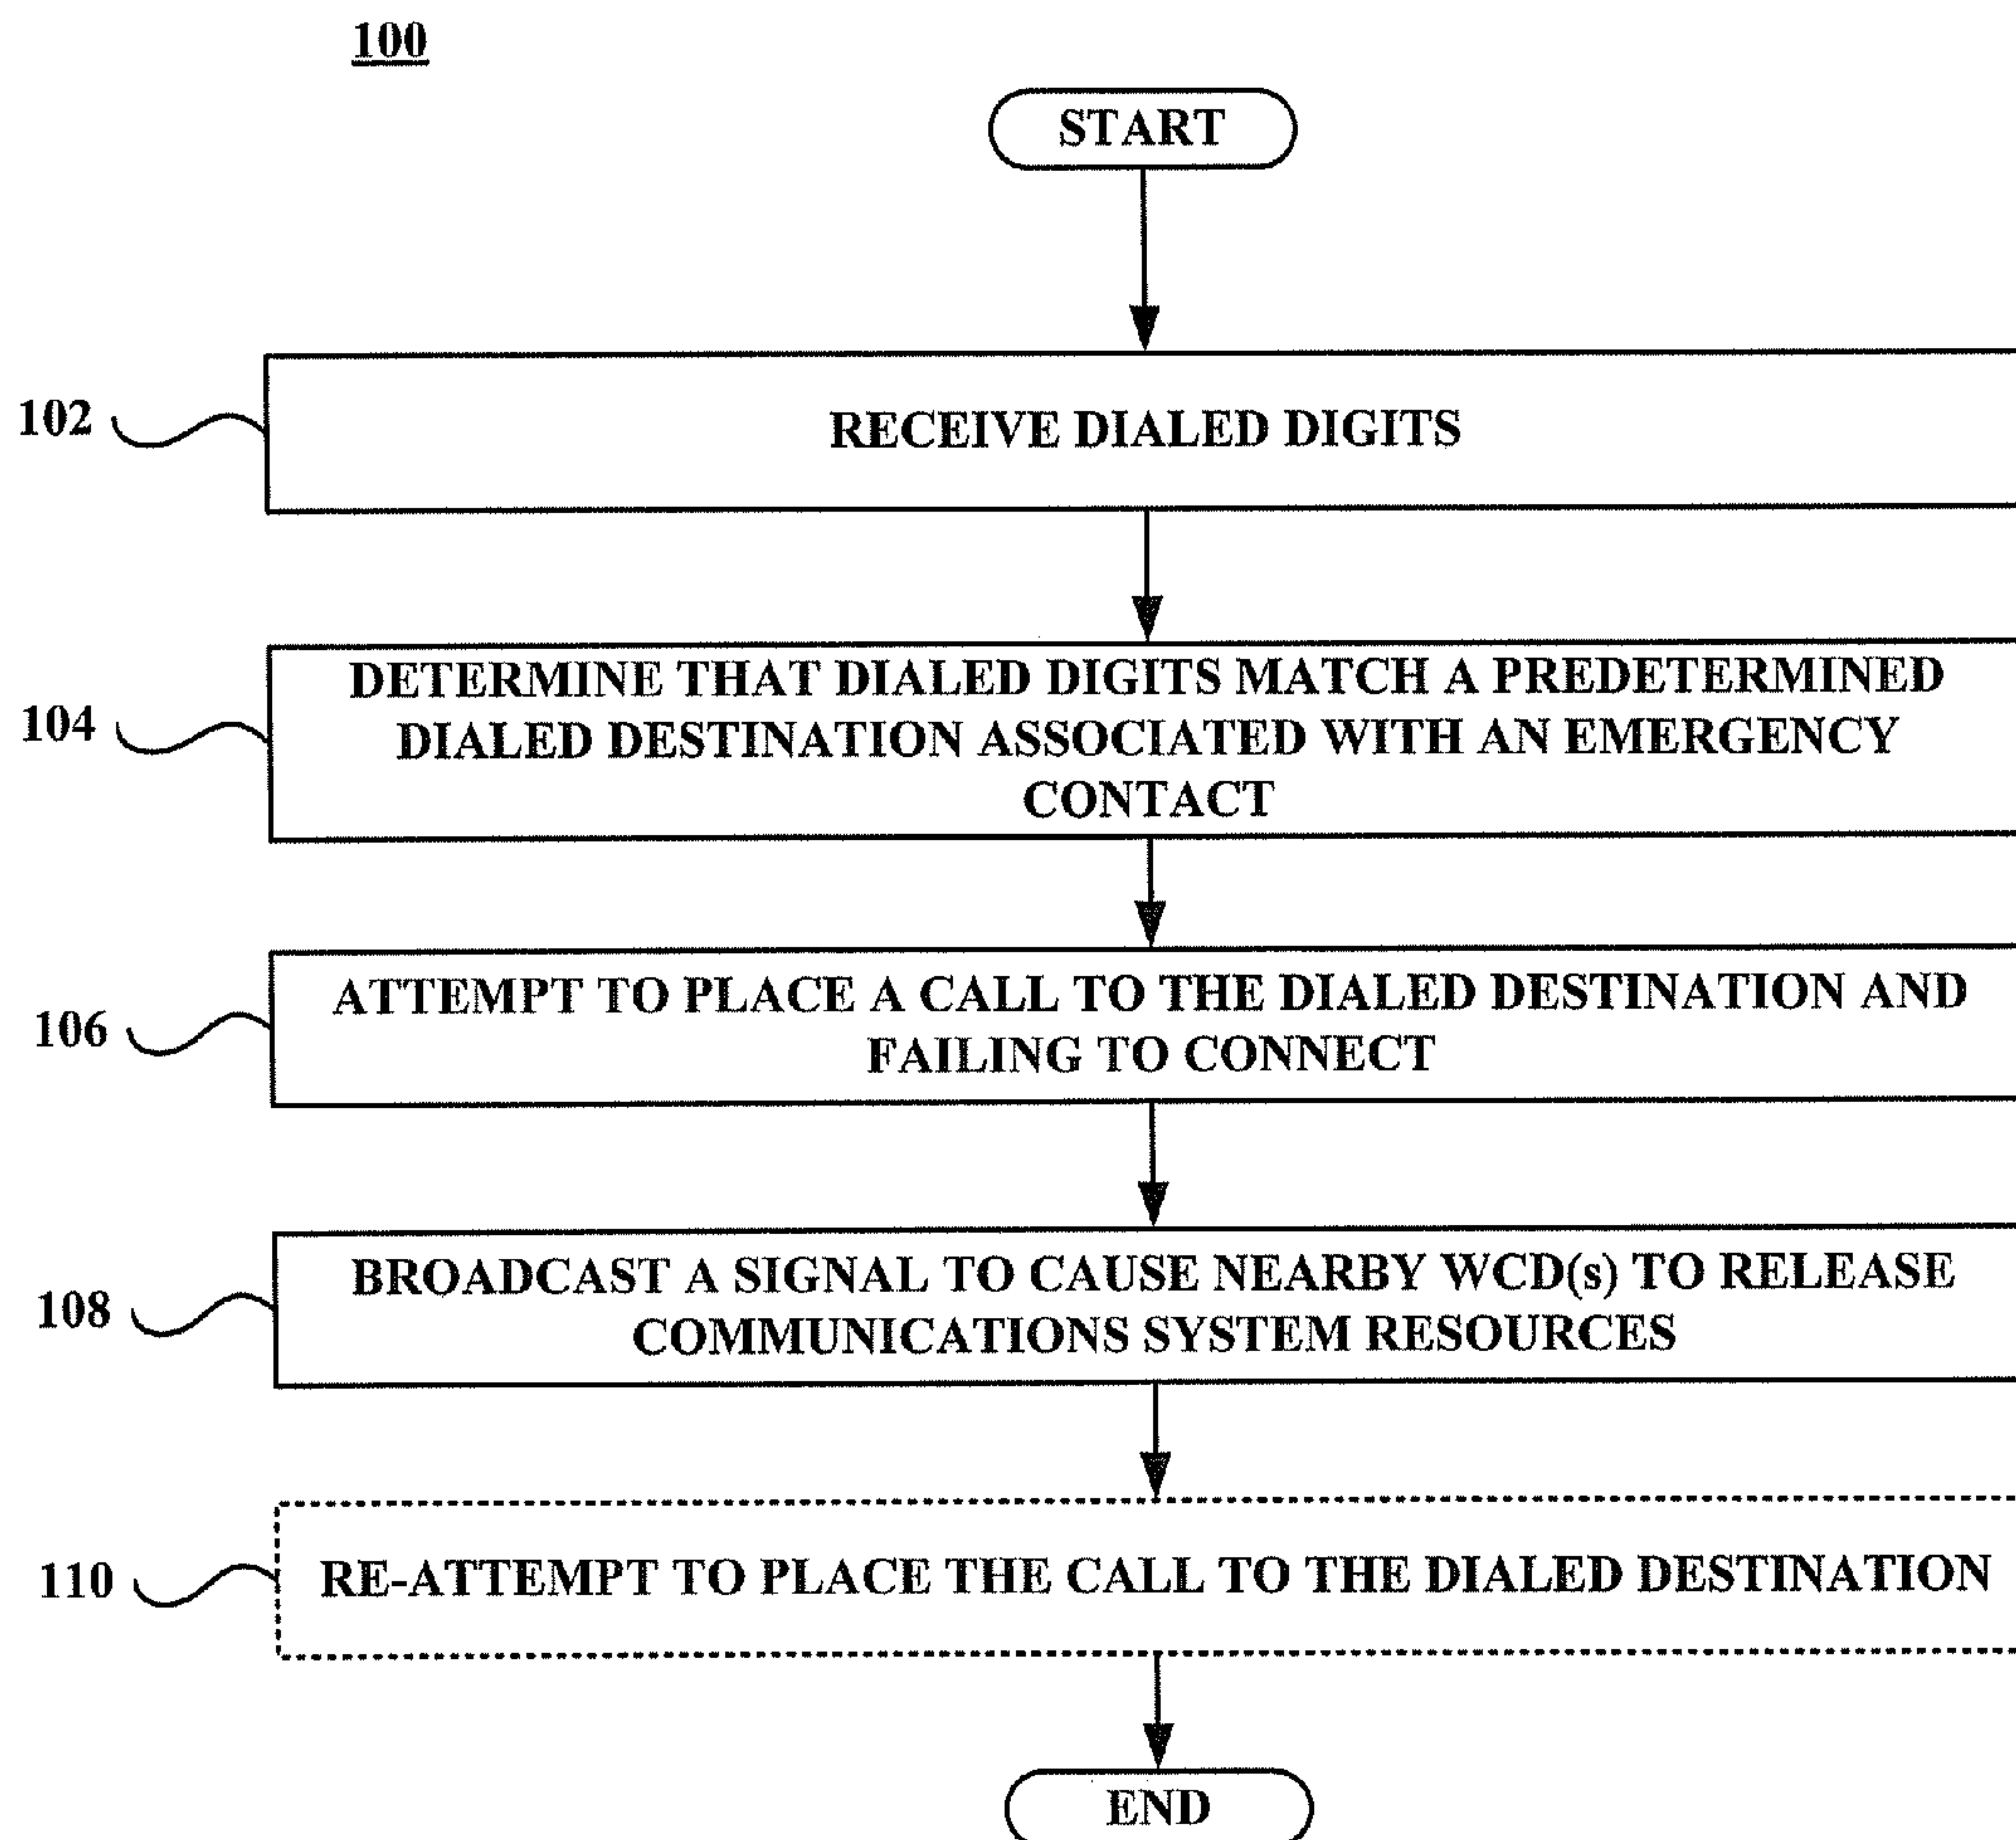 100
START
102
RECEIVE DIALED DIGITS
104
DETERMINE THAT DIALED DIGITS MATCH A PREDETERMINED
DIALED DESTINATION ASSOCIATED WITH AN EMERGENCY
CONTACT
106
ATTEMPT TO PLACE A CALL TO THE DIALED DESTINATION AND
FAILING TO CONNECT
108
BROADCAST A SIGNAL TO CAUSE NEARBY WCD(s) TO RELEASE
COMMUNICATIONS SYSTEM RESOURCES
110
RE-ATTEMPT TO PLACE THE CALL TO THE DIALED DESTINATION
END